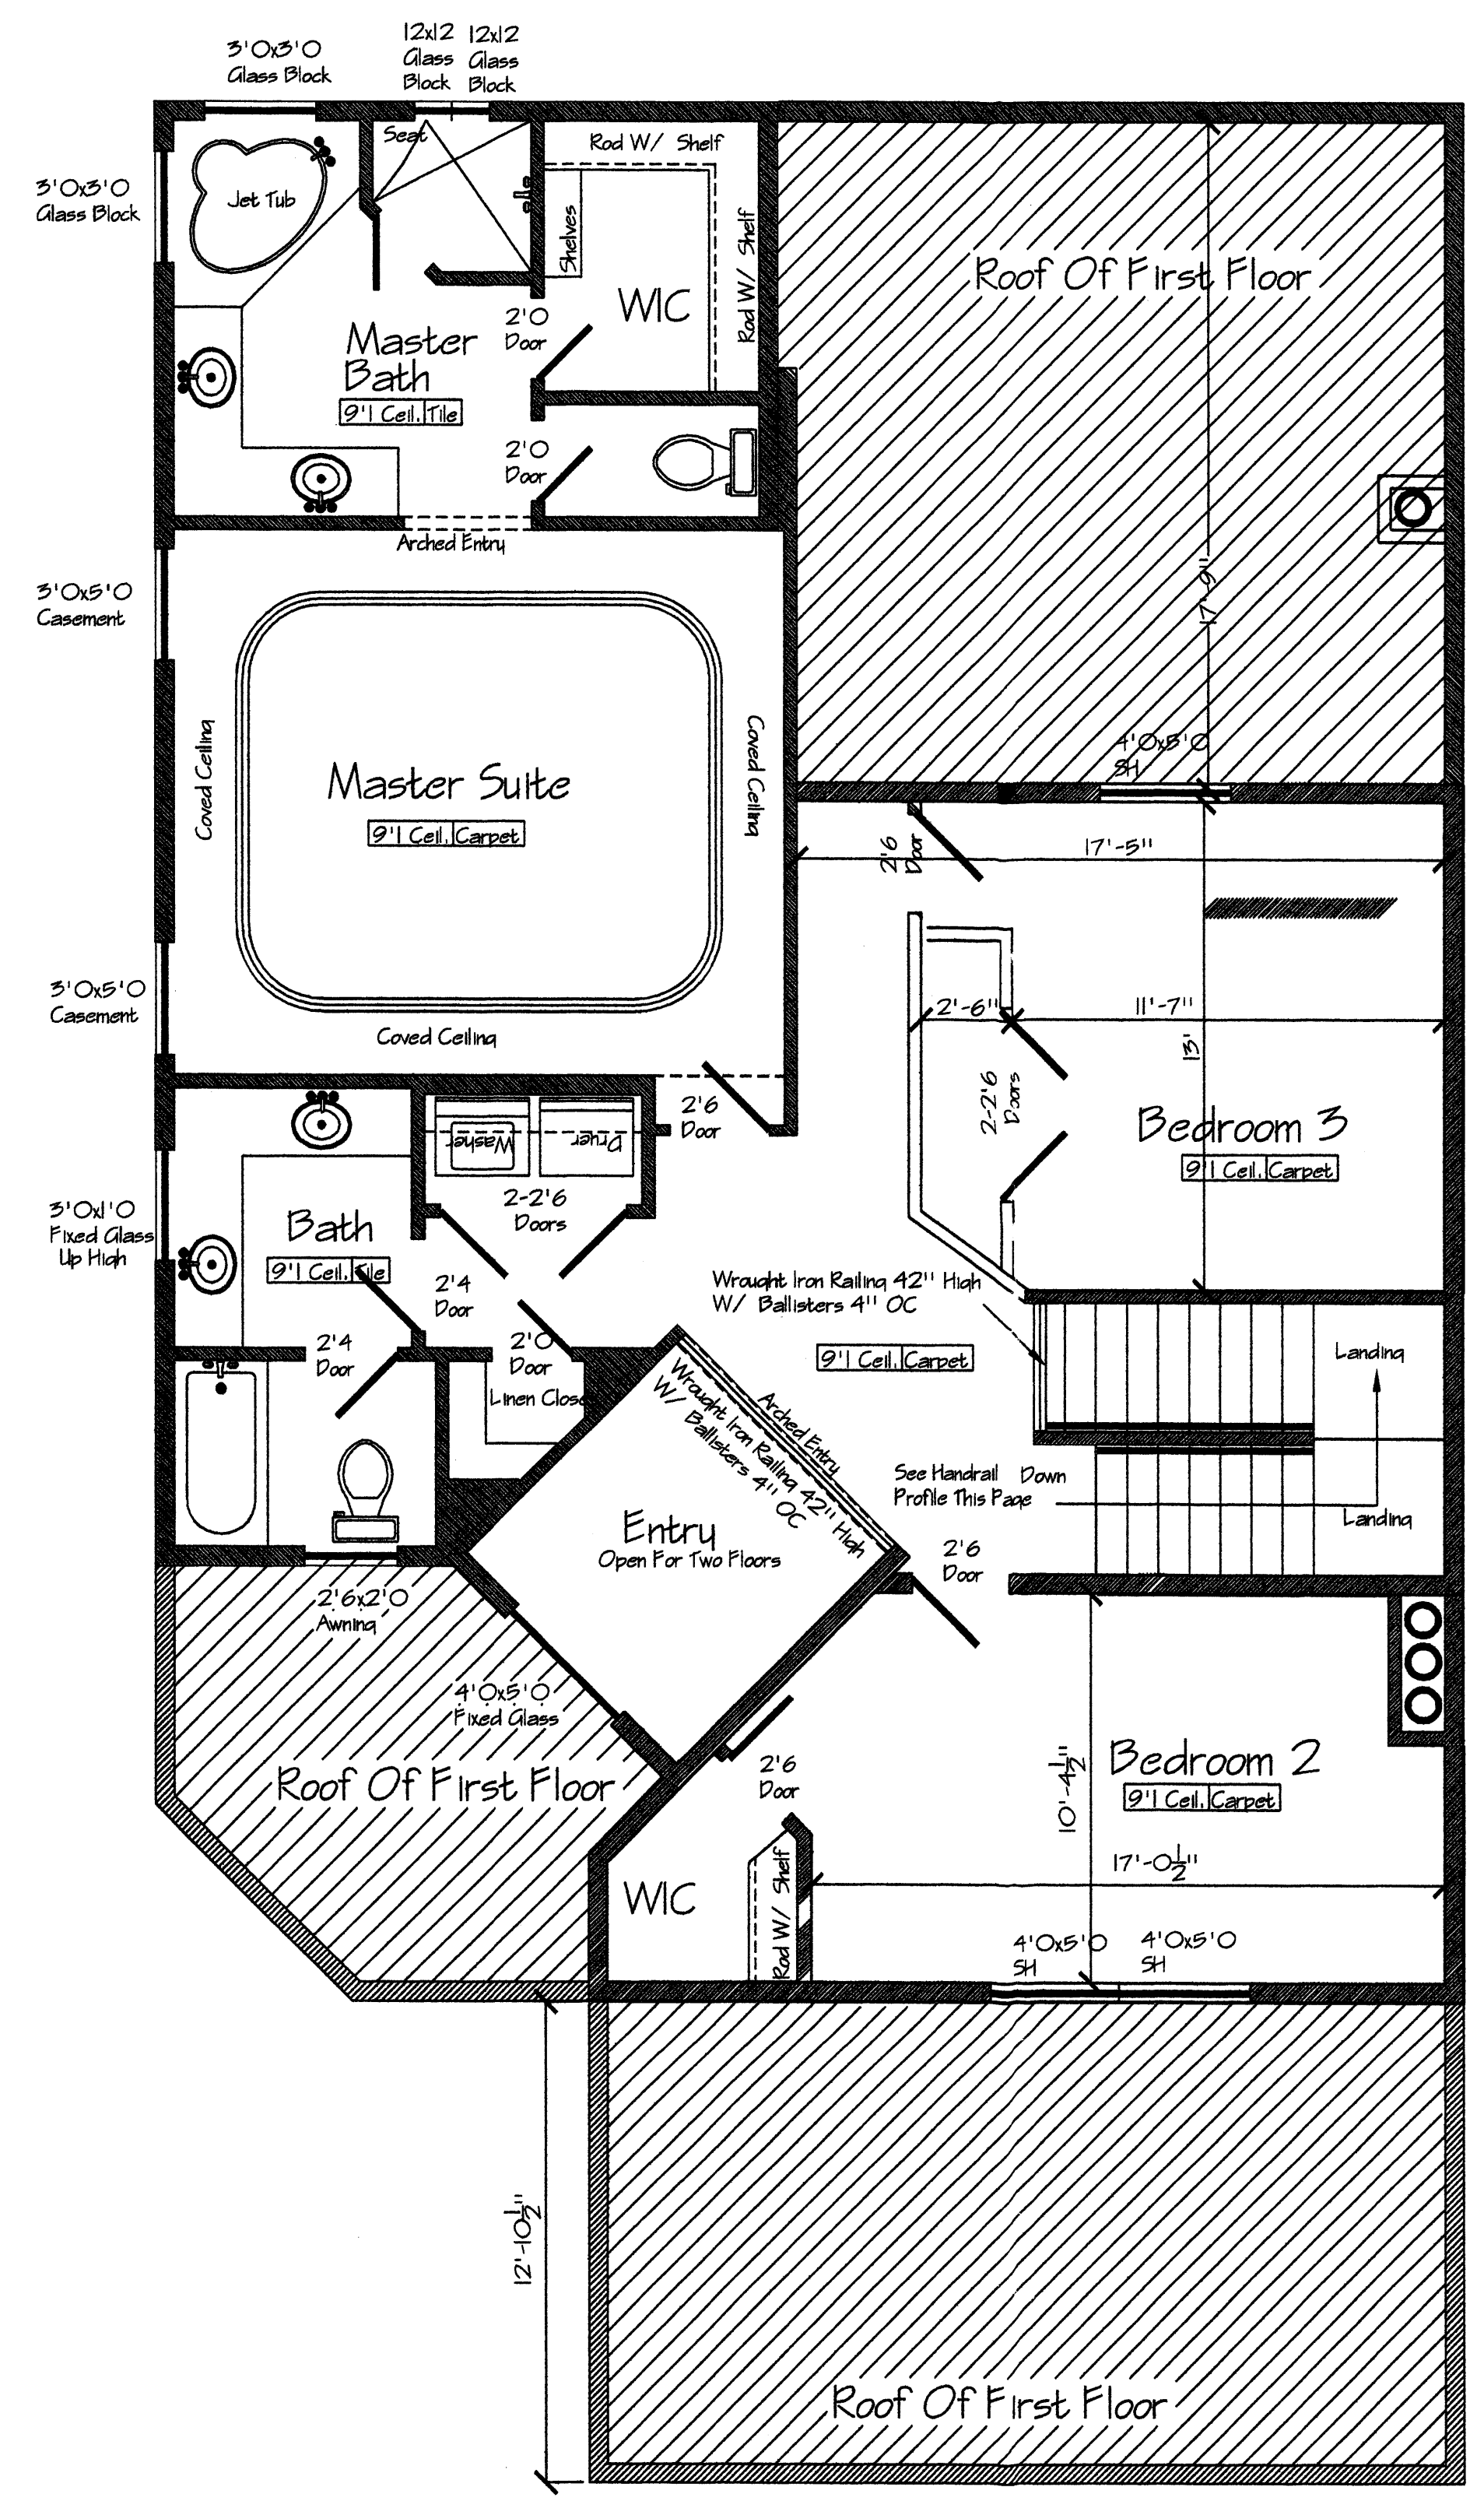 3'0x3'0
Glass Block
12x12
Glass
Block
12x12
Glass
Block
3'0x3'0
Glass Block
Seat
Jet Tub
Rod W/ Shelf
Shelves
Rod W/ Shelf
WIC
Roof Of First Floor
2'0
Door
Master
Bath
9'1 Ceil. Tile
2'0
Door
Arched Entry
3'0x5'0
Casement
17'-9"
Coved Ceiling
Coved Ceiling
4'0x5'0
SH
Master Suite
9'1 Ceil. Carpet
2'6
Door
17'-5"
3'0x5'0
Casement
Coved Ceiling
2'-6"
11'-7"
13'
2-2'6
Doors
Bedroom 3
9'1 Ceil. Carpet
2'6
Door
Washer
Dryer
2-2'6
Doors
3'0x1'0
Fixed Glass
Up High
Bath
9'1 Ceil. Tile
2'4
Door
Wrought Iron Railing 42" High
W/ Ballisters 4" OC
2'4
Door
2'0
Door
9'1 Ceil. Carpet
Landing
Linen Close
Arched Entry
Wrought Iron Railing 42" High
W/ Ballisters 4" OC
See Handrail
Profile This Page
Down
Landing
Entry
Open For Two Floors
2'6
Door
2'6x2'0
Awning
4'0x5'0
Fixed Glass
2'6
Door
Roof Of First Floor
10'-4½"
Bedroom 2
9'1 Ceil. Carpet
17'-0½"
WIC
Rod W/ Shelf
4'0x5'0
SH
4'0x5'0
SH
12'-10½"
Roof Of First Floor